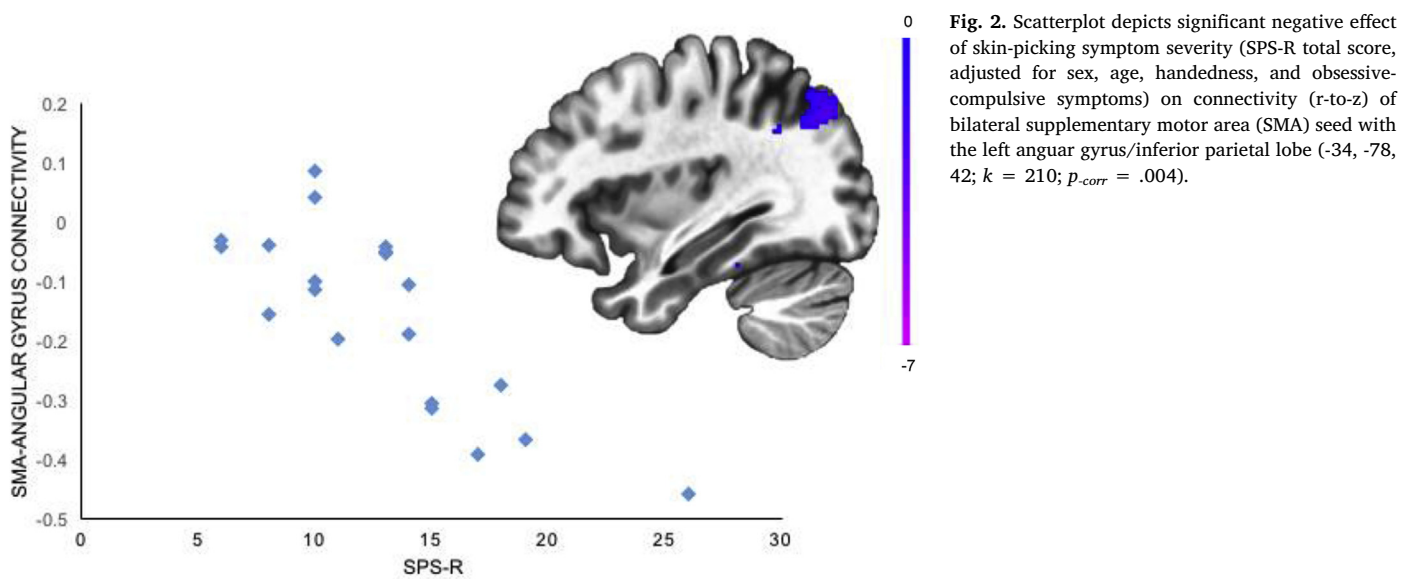 SMA-ANGULAR GYRUS CONNECTIVITY
0.2
0.1
0
-0.1
-0.2
-0.3
-0.4
-0.5
0 5 10 15 20 25 30
SPS-R
0
-7
Fig. 2. Scatterplot depicts significant negative effect
of skin-picking symptom severity (SPS-R total score,
adjusted for sex, age, handedness, and obsessive-
compulsive symptoms) on connectivity (r-to-z) of
bilateral supplementary motor area (SMA) seed with
the left anguar gyrus/inferior parietal lobe (-34, -78,
42; k = 210; p-corr = .004).